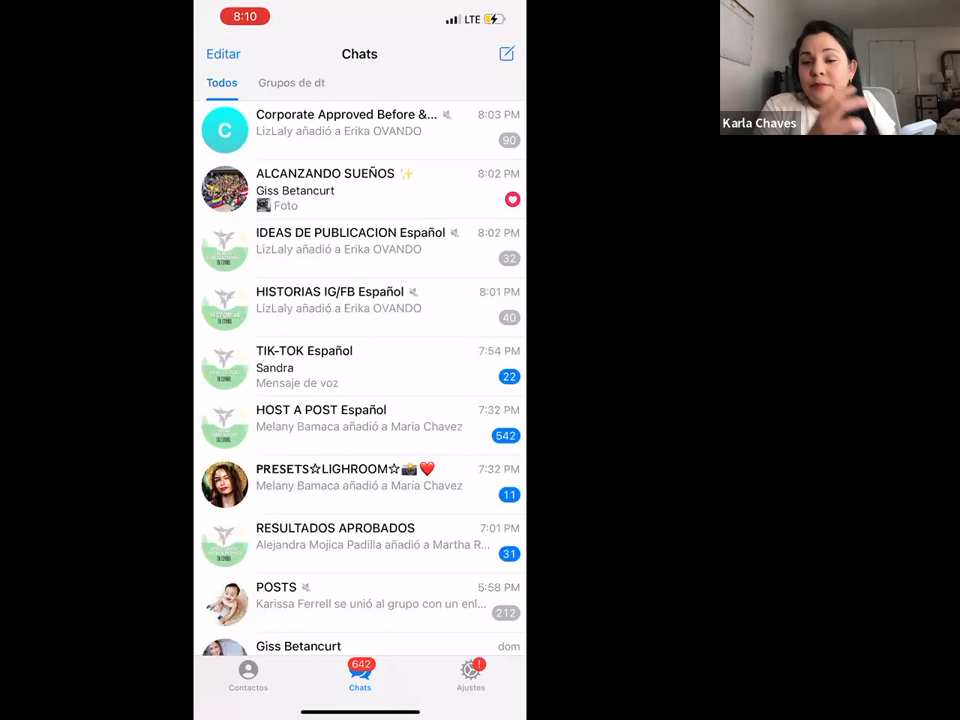 8:10
LTE
Editar
Chats
Todos
Grupos de dt
C
Corporate Approved Before &...
8:03 PM
LizLaly añadió a Erika OVANDO
90
ALCANZANDO SUEÑOS ✨
8:02 PM
Giss Betancurt
Foto
IDEAS DE PUBLICACION Español
8:02 PM
LizLaly añadió a Erika OVANDO
32
HISTORIAS IG/FB Español
8:01 PM
LizLaly añadió a Erika OVANDO
40
TIK-TOK Español
7:54 PM
Sandra
Mensaje de voz
22
HOST A POST Español
7:32 PM
Melany Bamaca añadió a Maria Chavez
542
PRESETS☆LIGHROOM☆📸❤️
7:32 PM
Melany Bamaca añadió a Maria Chavez
11
RESULTADOS APROBADOS
7:01 PM
Alejandra Mojica Padilla añadió a Martha R...
31
POSTS
5:58 PM
Karissa Ferrell se unió al grupo con un enl...
212
Giss Betancurt
dom
Contactos
642
Chats
!
Ajustes
Karla Chaves